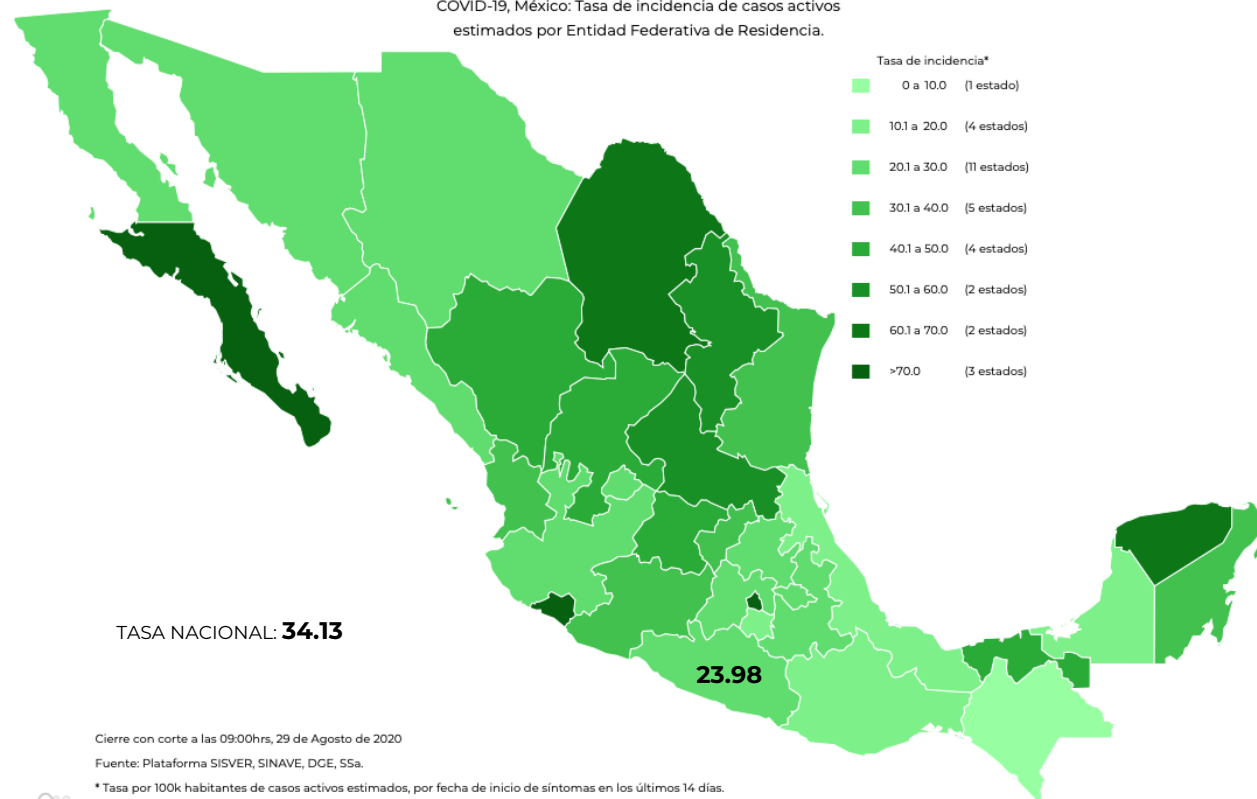 COVID-19, México: Tasa de incidencia de casos activos
estimados por Entidad Federativa de Residencia.
Tasa de incidencia*
0 a 10.0 (1 estado)
10.1 a 20.0 (4 estados)
20.1 a 30.0 (11 estados)
30.1 a 40.0 (5 estados)
40.1 a 50.0 (4 estados)
50.1 a 60.0 (2 estados)
60.1 a 70.0 (2 estados)
>70.0 (3 estados)
TASA NACIONAL: 34.13
23.98
Cierre con corte a las 09:00hrs, 29 de Agosto de 2020
Fuente: Plataforma SISVER, SINAVE, DGE, SSa.
* Tasa por 100k habitantes de casos activos estimados, por fecha de inicio de síntomas en los últimos 14 días.